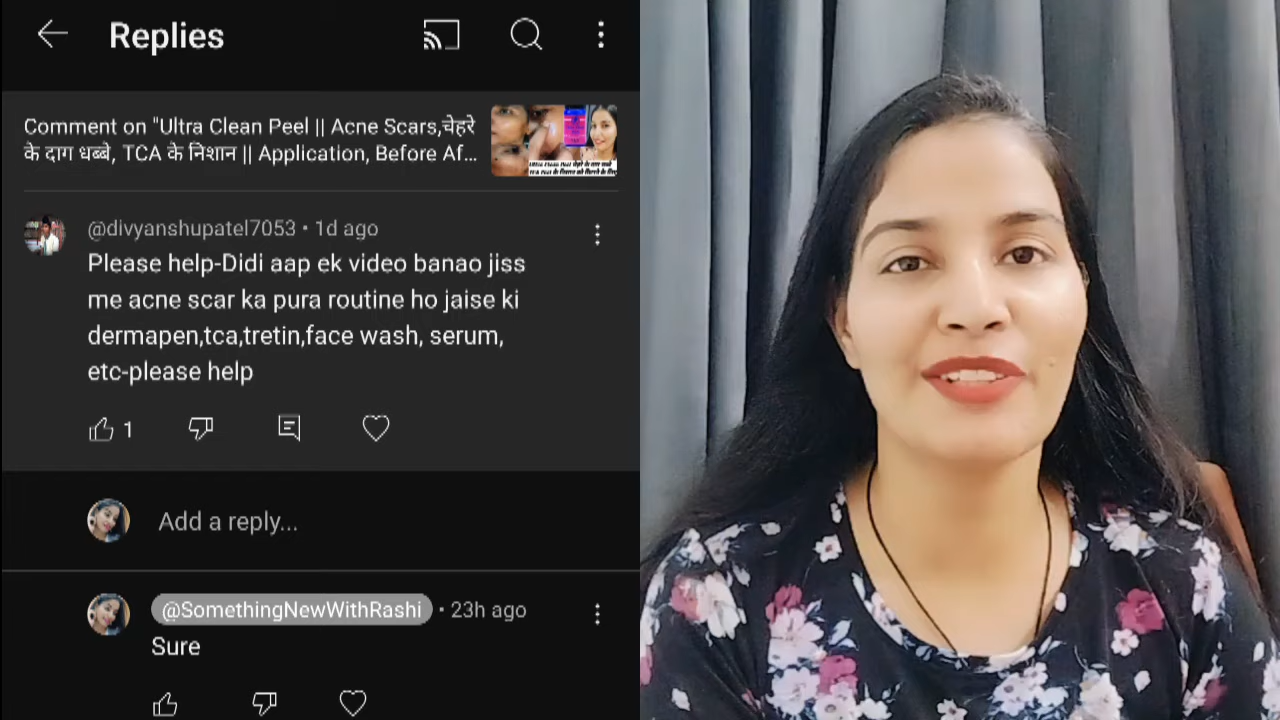 Replies
Comment on "Ultra Clean Peel || Acne Scars,चेहरे
के दाग धब्बे, TCA के निशान || Application, Before Af...
@divyanshupatel7053 • 1d ago
Please help-Didi aap ek video banao jiss
me acne scar ka pura routine ho jaise ki
dermapen,tca,tretin,face wash, serum,
etc-please help
1
Add a reply...
@SomethingNewWithRashi • 23h ago
Sure